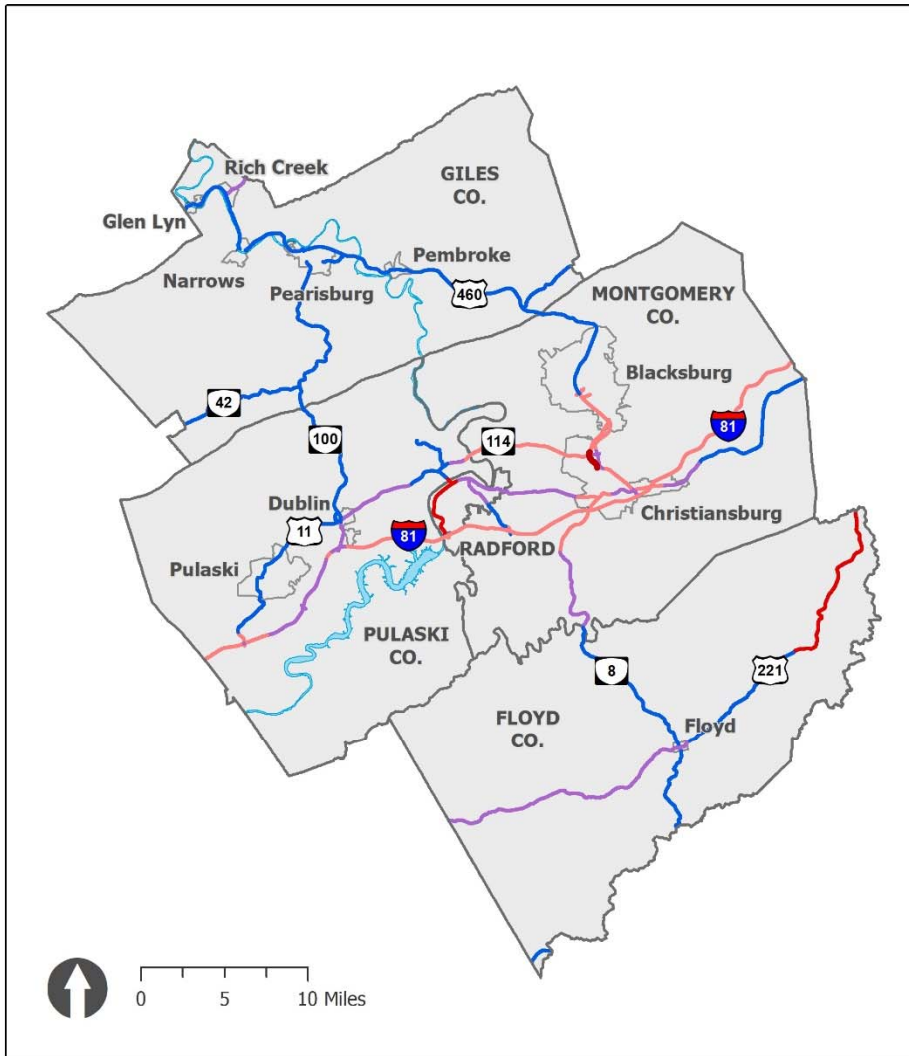 Rich Creek
GILES
CO.
Glen Lyn
Narrows
Pembroke
Pearisburg
460
MONTGOMERY
CO.
Blacksburg
42
100
114
81
Dublin
11
81
RADFORD
Christiansburg
Pulaski
PULASKI
CO.
8
221
FLOYD
CO.
Floyd
0
5
10 Miles